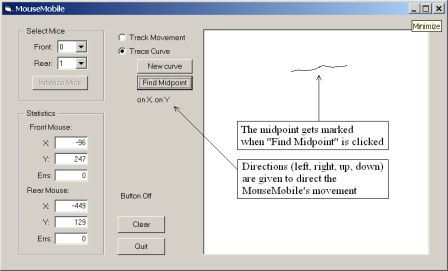 MouseMobile
Minimize
Select Mice
Front: 0
Rear: 1
Initialize Mice
Track Movement
Trace Curve
New curve
Find Midpoint
on X, on Y
Statistics
Front Mouse:
X: -96
Y: 247
Errs: 0
Rear Mouse:
X: -449
Y: 129
Errs: 0
Button Off
Clear
Quit
The midpoint gets marked
when "Find Midpoint" is clicked
Directions (left, right, up, down)
are given to direct the
MouseMobile's movement